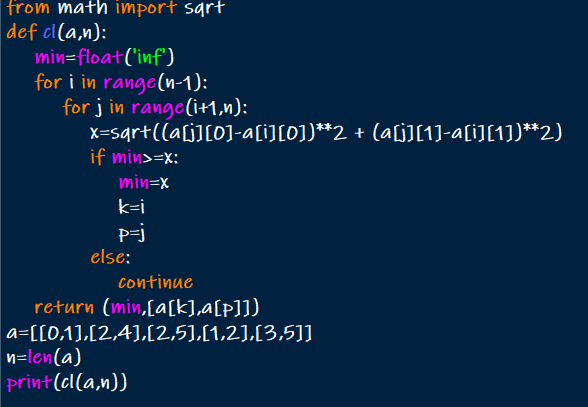 from math import sqrt
def cl(a,n):
    min=float('inf')
    for i in range(n-1):
        for j in range(i+1,n):
            x=sqrt((a[j][0]-a[i][0])**2 + (a[j][1]-a[i][1])**2)
            if min>=x:
                min=x
                k=i
                p=j
            else:
                continue
    return (min,[a[k],a[p]])
a=[[0,1],[2,4],[2,5],[1,2],[3,5]]
n=len(a)
print(cl(a,n))